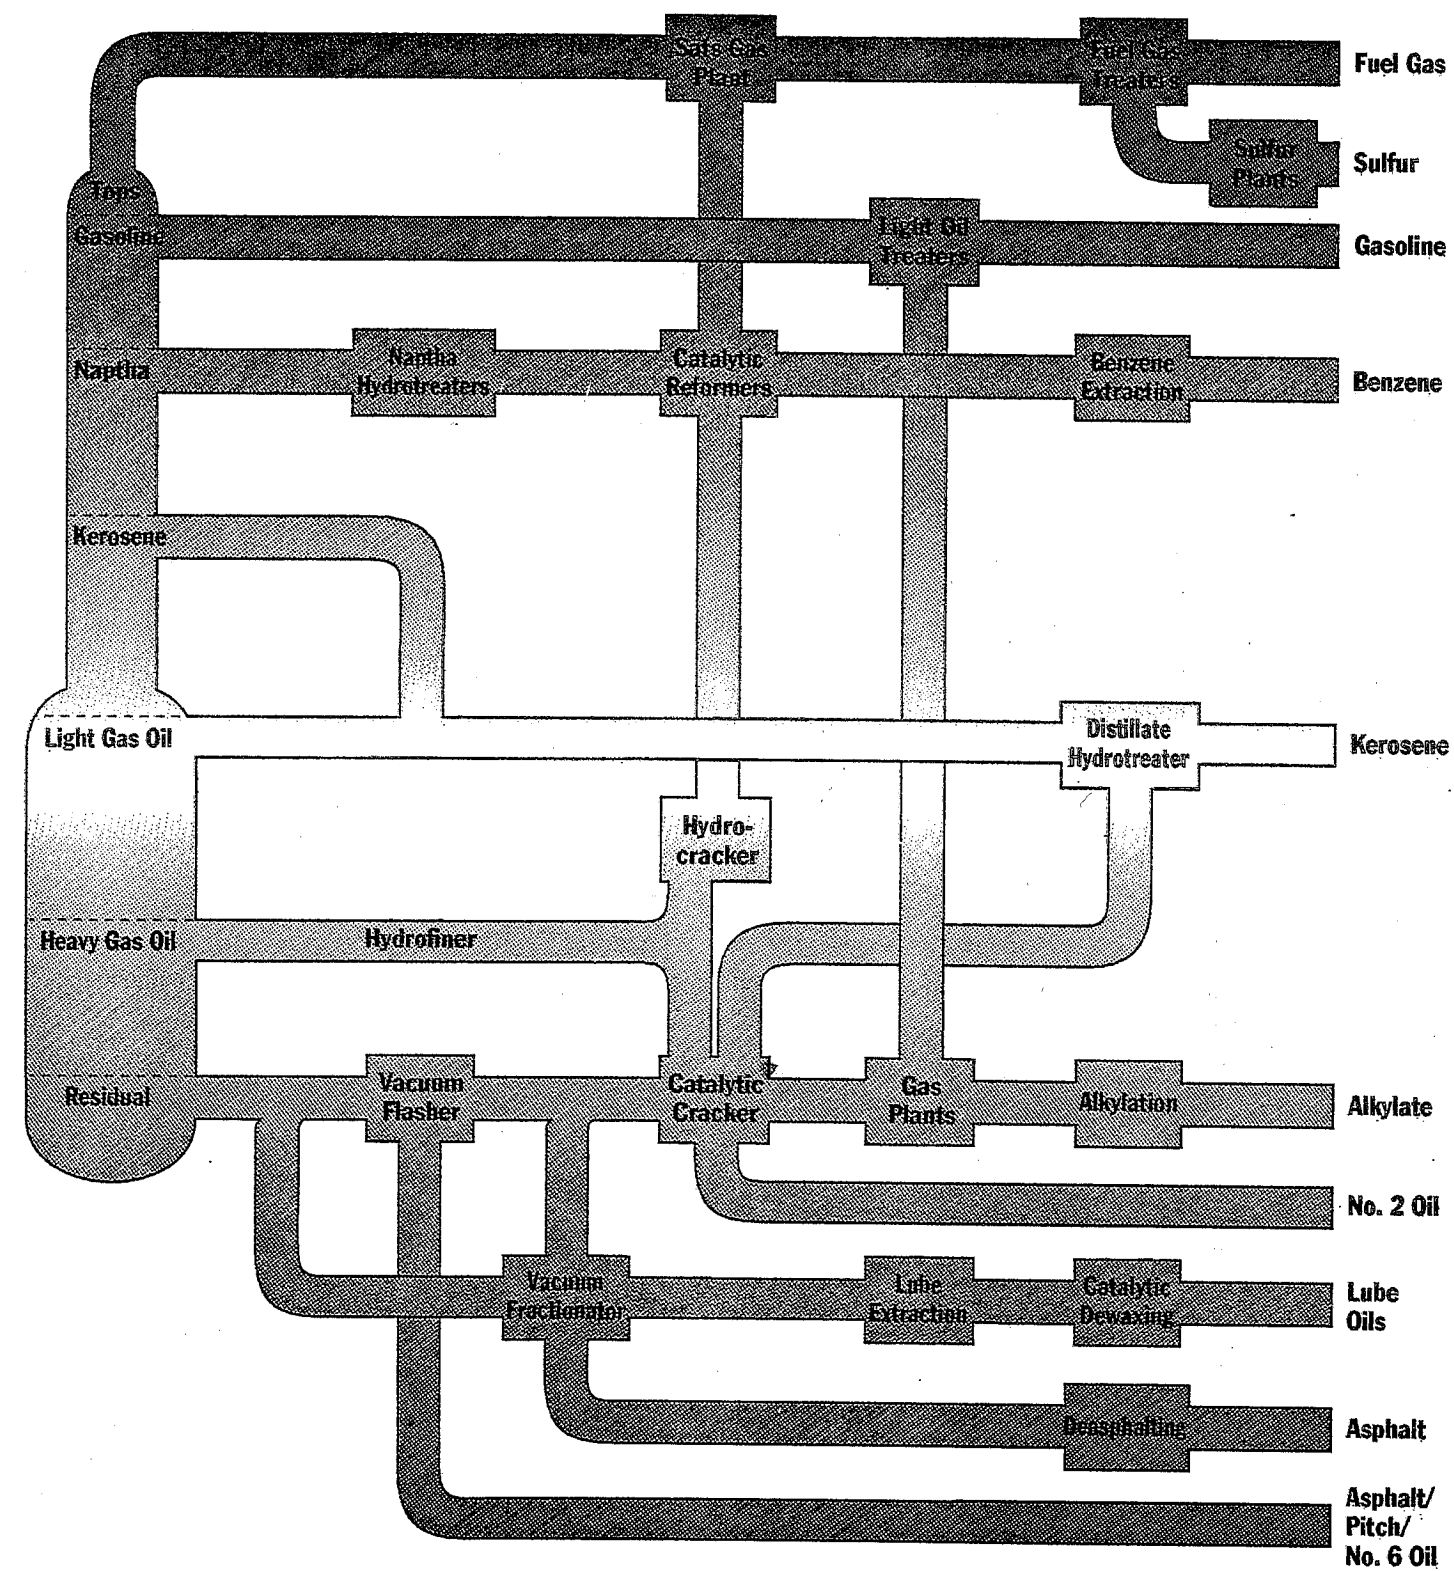 Sats Gas
Plant
Fuel Gas
Treaters
Fuel Gas
Sulfur
Plants
Sulfur
Tops
Gasoline
Light Oil
Treaters
Gasoline
Naptha
Naptha
Hydrotreaters
Catalytic
Reformers
Benzene
Extraction
Benzene
Kerosene
Light Gas Oil
Distillate
Hydrotreater
Kerosene
Hydro-
cracker
Heavy Gas Oil
Hydrofiner
Residual
Vacuum
Flasher
Catalytic
Cracker
Gas
Plants
Alkylation
Alkylate
No. 2 Oil
Vacuum
Fractionator
Lube
Extraction
Catalytic
Dewaxing
Lube
Oils
Deasphalting
Asphalt
Asphalt/
Pitch/
No. 6 Oil